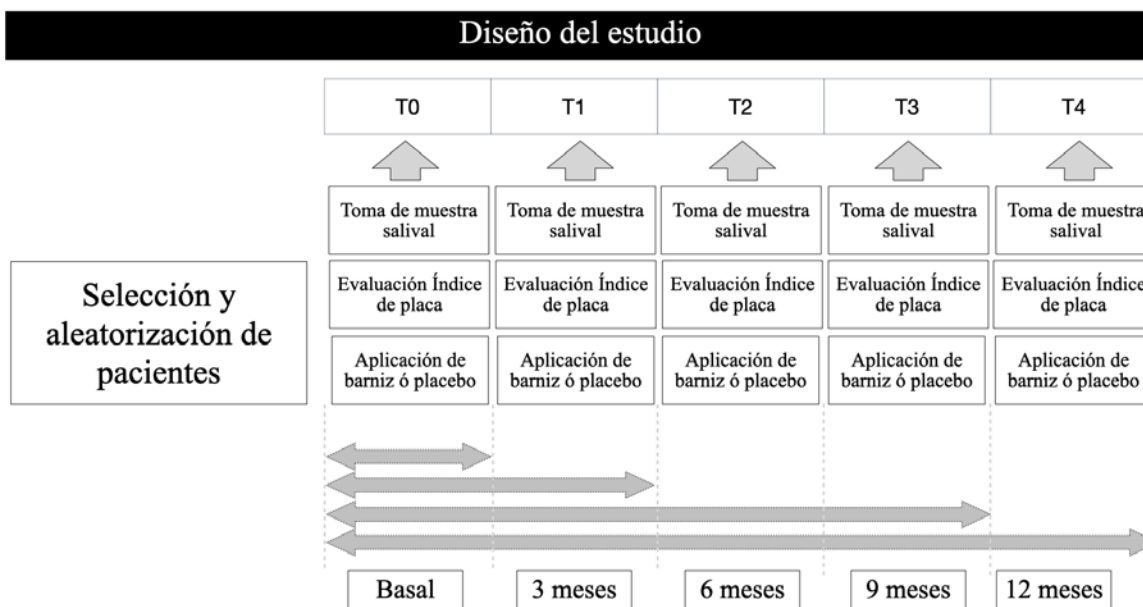 Diseño del estudio
T0 T1 T2 T3 T4
Toma de muestra
salival
Toma de muestra
salival
Toma de muestra
salival
Toma de muestra
salival
Toma de muestra
salival
Selección y
aleatorización de
pacientes
Evaluación Índice
de placa
Evaluación Índice
de placa
Evaluación Índice
de placa
Evaluación Índice
de placa
Evaluación Índice
de placa
Aplicación de
barniz ó placebo
Aplicación de
barniz ó placebo
Aplicación de
barniz ó placebo
Aplicación de
barniz ó placebo
Aplicación de
barniz ó placebo
Basal 3 meses 6 meses 9 meses 12 meses